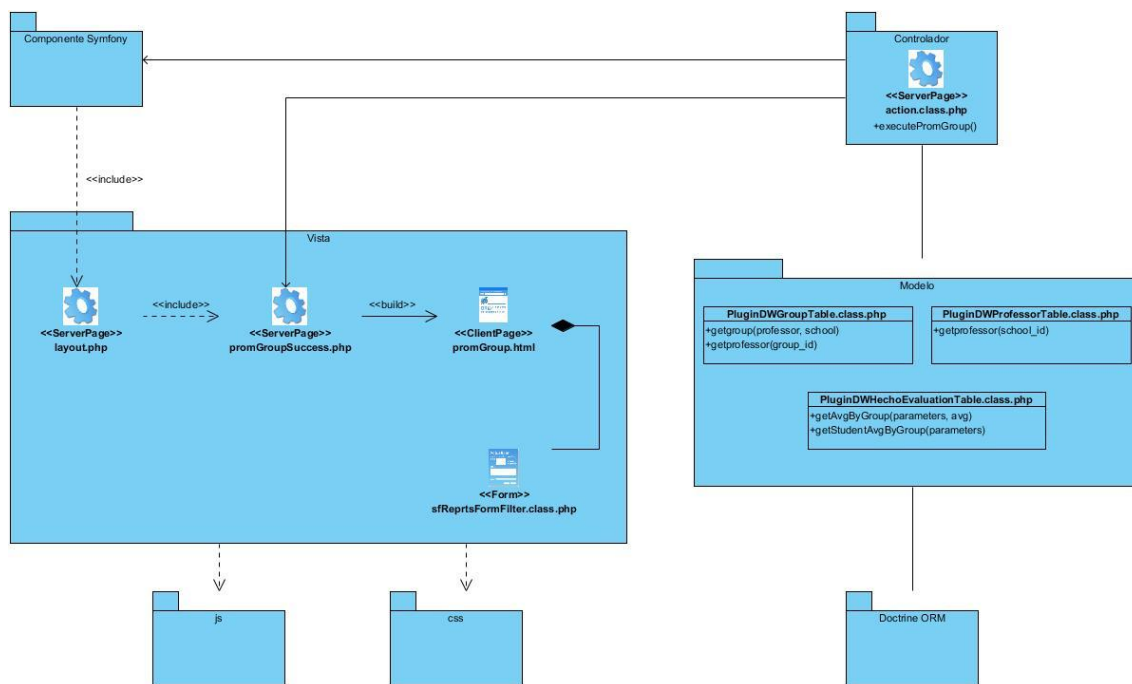 Componente Symfony
Controlador
<<ServerPage>>
action.class.php
+executePromGroup()
<<include>>
Vista
<<ServerPage>>
layout.php
<<include>>
<<ServerPage>>
promGroupSuccess.php
<<build>>
<<ClientPage>>
promGroup.html
<<Form>>
sfReprtsFormFilter.class.php
Modelo
PluginDWGroupTable.class.php
+getgroup(professor, school)
+getprofessor(group_id)
PluginDWProfessorTable.class.php
+getprofessor(school_id)
PluginDWHechoEvaluationTable.class.php
+getAvgByGroup(parameters, avg)
+getStudentAvgByGroup(parameters)
js
css
Doctrine ORM